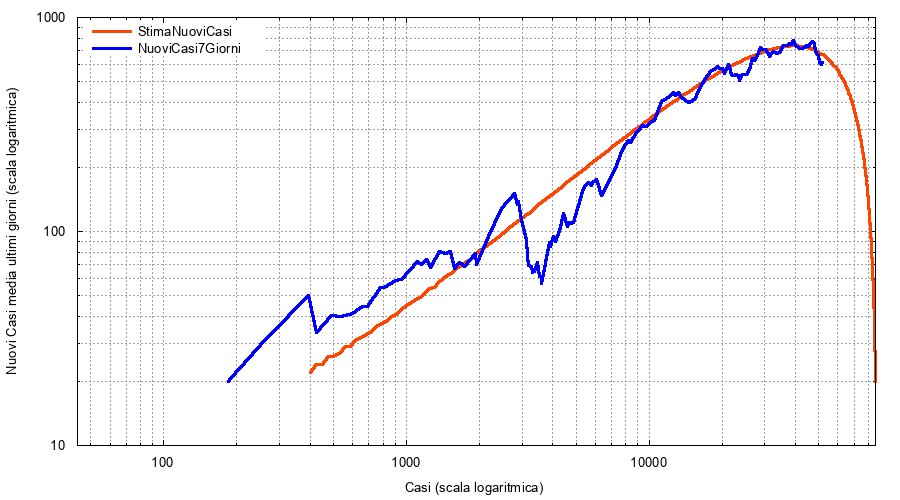 1000
StimaNuoviCasi
NuoviCasi7Giorni
Nuovi Casi media ultimi giorni (scala logaritmica)
100
10
100
1000
10000
Casi (scala logaritmica)